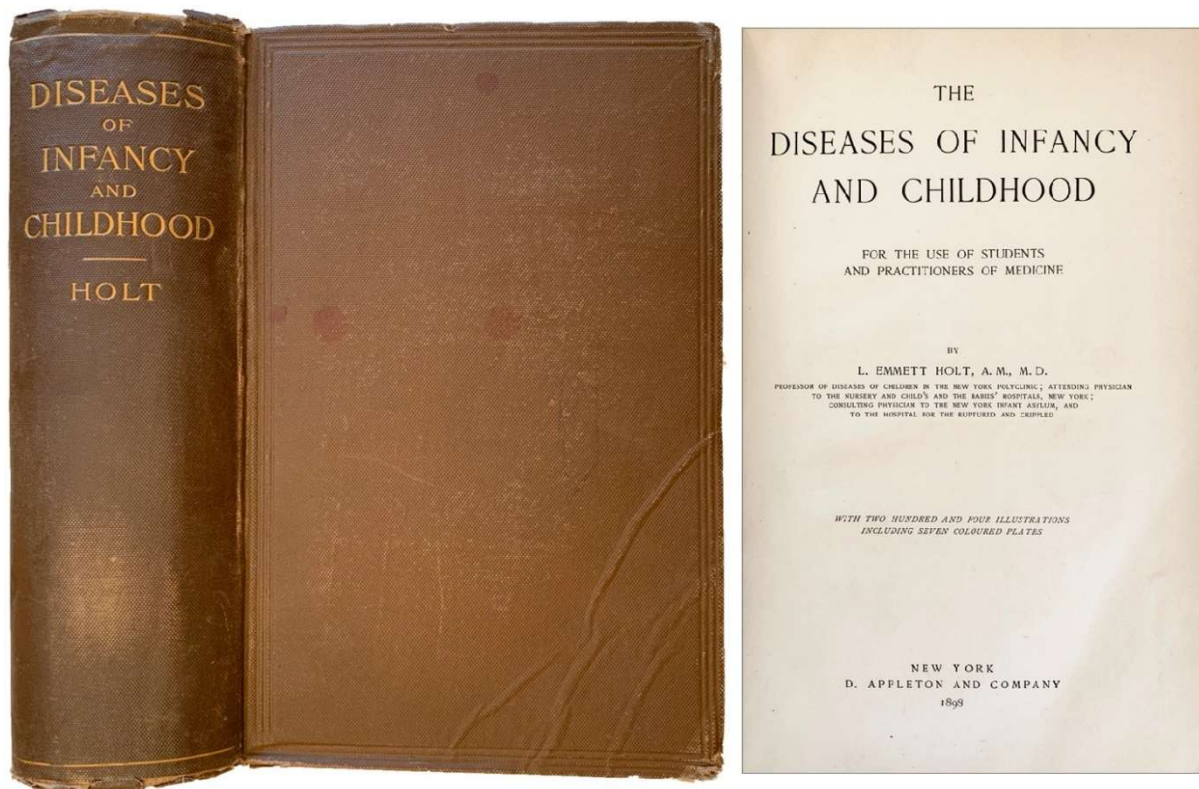 DISEASES
OF
INFANCY
AND
CHILDHOOD
HOLT
THE
DISEASES OF INFANCY
AND CHILDHOOD
FOR THE USE OF STUDENTS
AND PRACTITIONERS OF MEDICINE
BY
L. EMMETT HOLT, A. M., M. D.
PROFESSOR OF DISEASES OF CHILDREN IN THE NEW YORK POLYCLINIC; ATTENDING PHYSICIAN
TO THE NURSERY AND CHILD'S AND THE BABIES' HOSPITALS, NEW YORK;
CONSULTING PHYSICIAN TO THE NEW YORK INFANT ASYLUM, AND
TO THE HOSPITAL FOR THE RUPTURED AND CRIPPLED
WITH TWO HUNDRED AND FOUR ILLUSTRATIONS
INCLUDING SEVEN COLOURED PLATES
NEW YORK
D. APPLETON AND COMPANY
1898